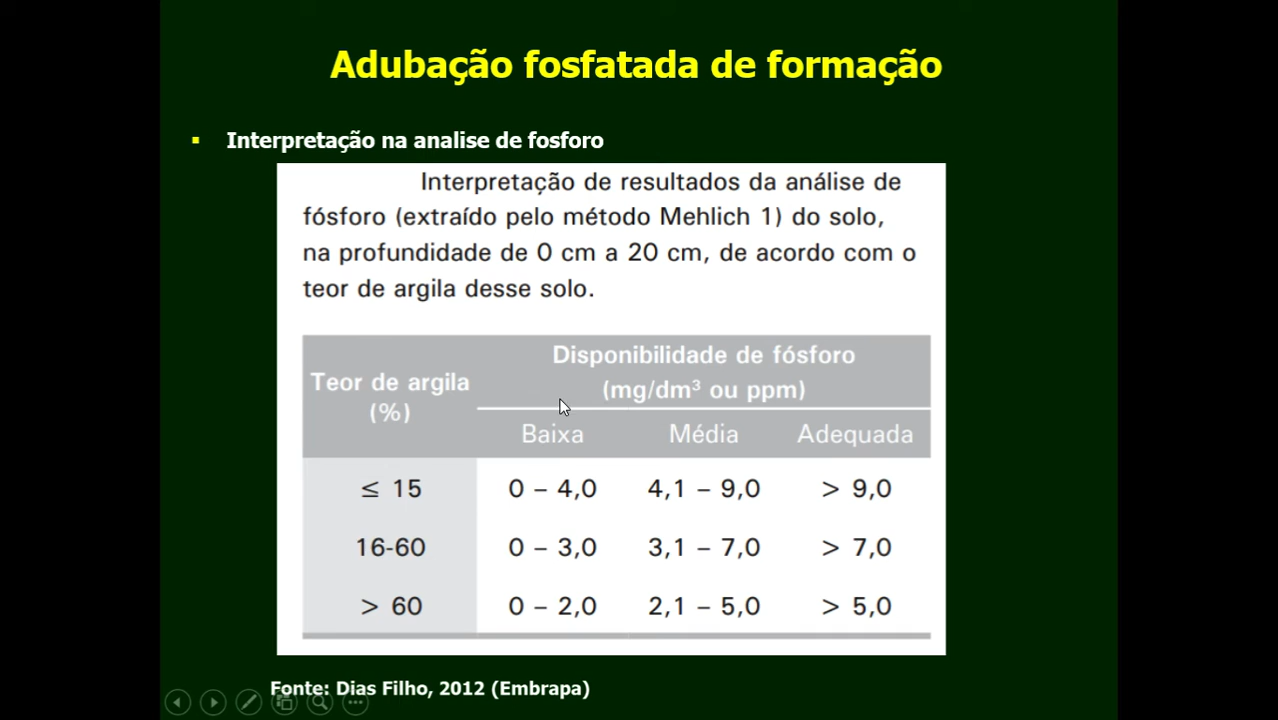 Adubação fosfatada de formação
▪ Interpretação na analise de fosforo
Interpretação de resultados da análise de
fósforo (extraído pelo método Mehlich 1) do solo,
na profundidade de 0 cm a 20 cm, de acordo com o
teor de argila desse solo.
Teor de argila
(%)
Disponibilidade de fósforo
(mg/dm³ ou ppm)
Baixa Média Adequada
≤ 15 0 – 4,0 4,1 – 9,0 > 9,0
16-60 0 – 3,0 3,1 – 7,0 > 7,0
> 60 0 – 2,0 2,1 – 5,0 > 5,0
Fonte: Dias Filho, 2012 (Embrapa)